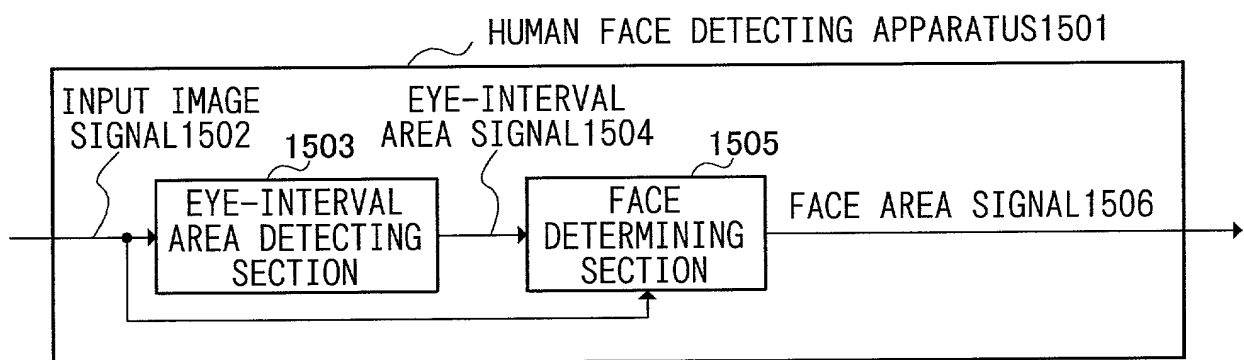 HUMAN FACE DETECTING APPARATUS1501
INPUT IMAGE
SIGNAL1502
EYE-INTERVAL
AREA SIGNAL1504
1503
1505
EYE-INTERVAL
AREA DETECTING
SECTION
FACE
DETERMINING
SECTION
FACE AREA SIGNAL1506